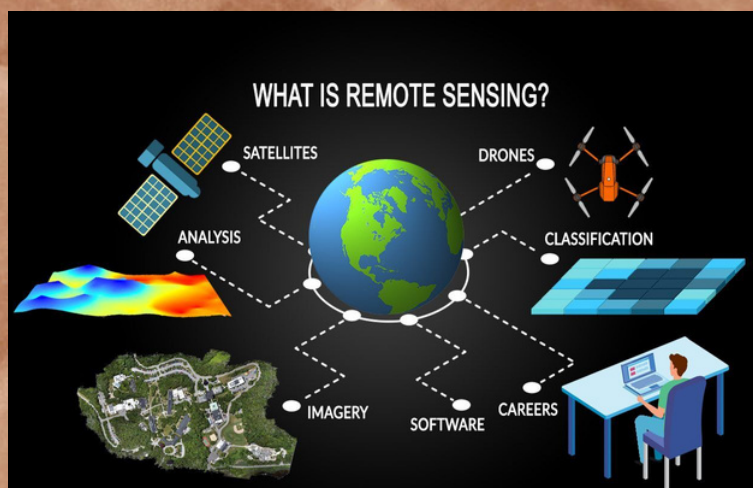 WHAT IS REMOTE SENSING?
SATELLITES
DRONES
ANALYSIS
CLASSIFICATION
IMAGERY
SOFTWARE
CAREERS